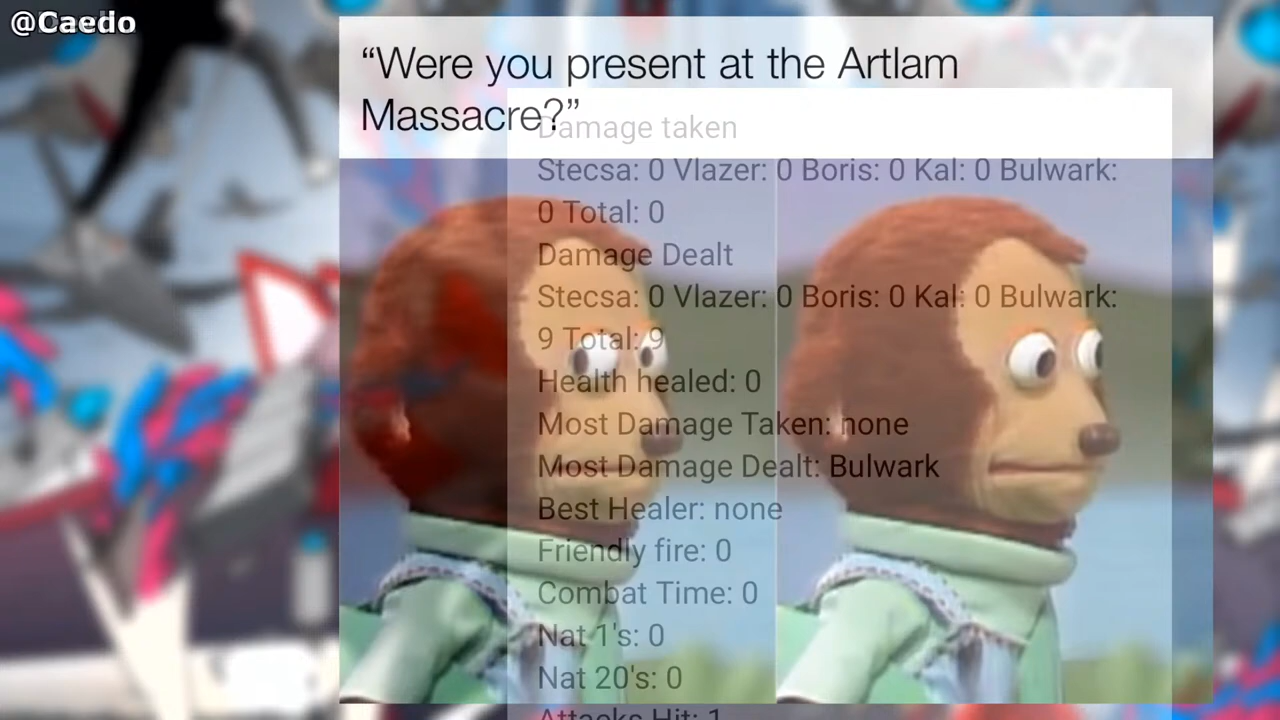 @Caedo
“Were you present at the Artlam
Massacre?”
Damage taken
Stecsa: 0 Vlazer: 0 Boris: 0 Kal: 0 Bulwark:
0 Total: 0
Damage Dealt
Stecsa: 0 Vlazer: 0 Boris: 0 Kal: 0 Bulwark:
9 Total: 9
Health healed: 0
Most Damage Taken: none
Most Damage Dealt: Bulwark
Best Healer: none
Friendly fire: 0
Combat Time: 0
Nat 1's: 0
Nat 20's: 0
Attacks Hit: 1